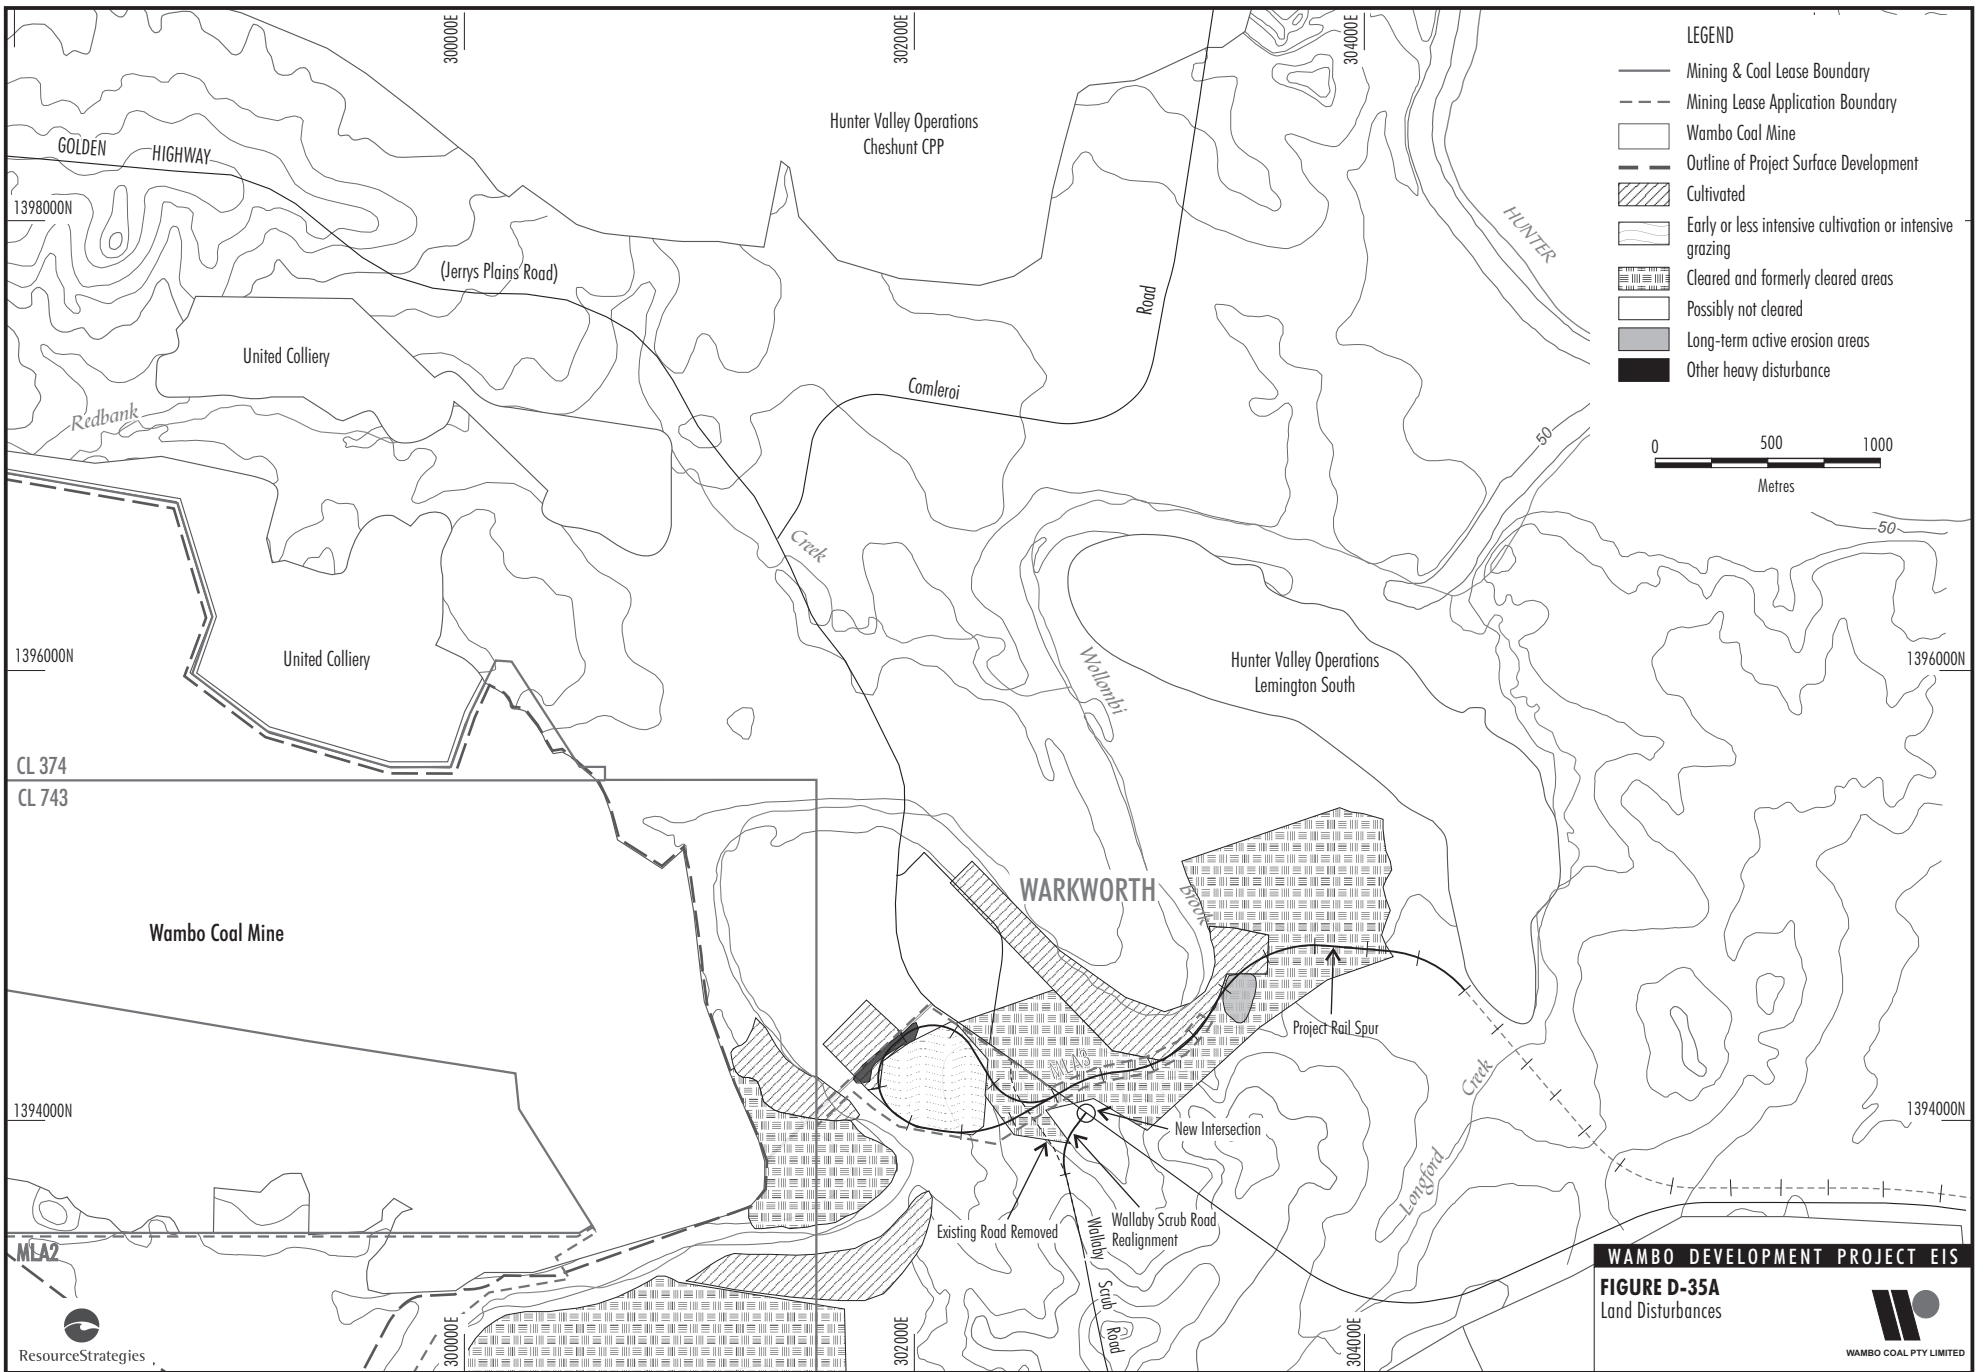 300000E
302000E
304000E
LEGEND
Mining & Coal Lease Boundary
Mining Lease Application Boundary
Wambo Coal Mine
Outline of Project Surface Development
Cultivated
Early or less intensive cultivation or intensive
grazing
Cleared and formerly cleared areas
Possibly not cleared
Long-term active erosion areas
Other heavy disturbance
0 500 1000
Metres
Hunter Valley Operations
Cheshunt CPP
GOLDEN HIGHWAY
1398000N
HUNTER
(Jerrys Plains Road)
Road
United Colliery
Comleroi
Redbank
50
50
Creek
1396000N
United Colliery
Wollombi
Hunter Valley Operations
Lemington South
1396000N
CL 374
CL 743
WARKWORTH
Brook
Wambo Coal Mine
Project Rail Spur
MLA3
Creek
1394000N
1394000N
New Intersection
Longford
Existing Road Removed
Wallaby Scrub Road
Realignment
Wallaby
Scrub
Road
MLA2
300000E
302000E
304000E
ResourceStrategies
WAMBO DEVELOPMENT PROJECT EIS
FIGURE D-35A
Land Disturbances
WAMBO COAL PTY LIMITED